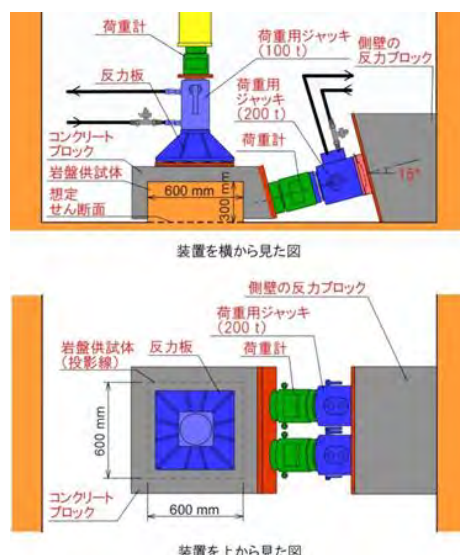 荷重計
荷重用ジャッキ
(100 t)
側壁の
反力ブロック
反力板
荷重用
ジャッキ
(200 t)
コンクリート
ブロック
荷重計
岩盤供試体
600 mm
15°
想定
せん断面
300 mm
装置を横から見た図
側壁の反力ブロック
荷重用ジャッキ
(200 t)
岩盤供試体
(投影線)
反力板
荷重計
600 mm
600 mm
コンクリート
ブロック
装置を上から見た図